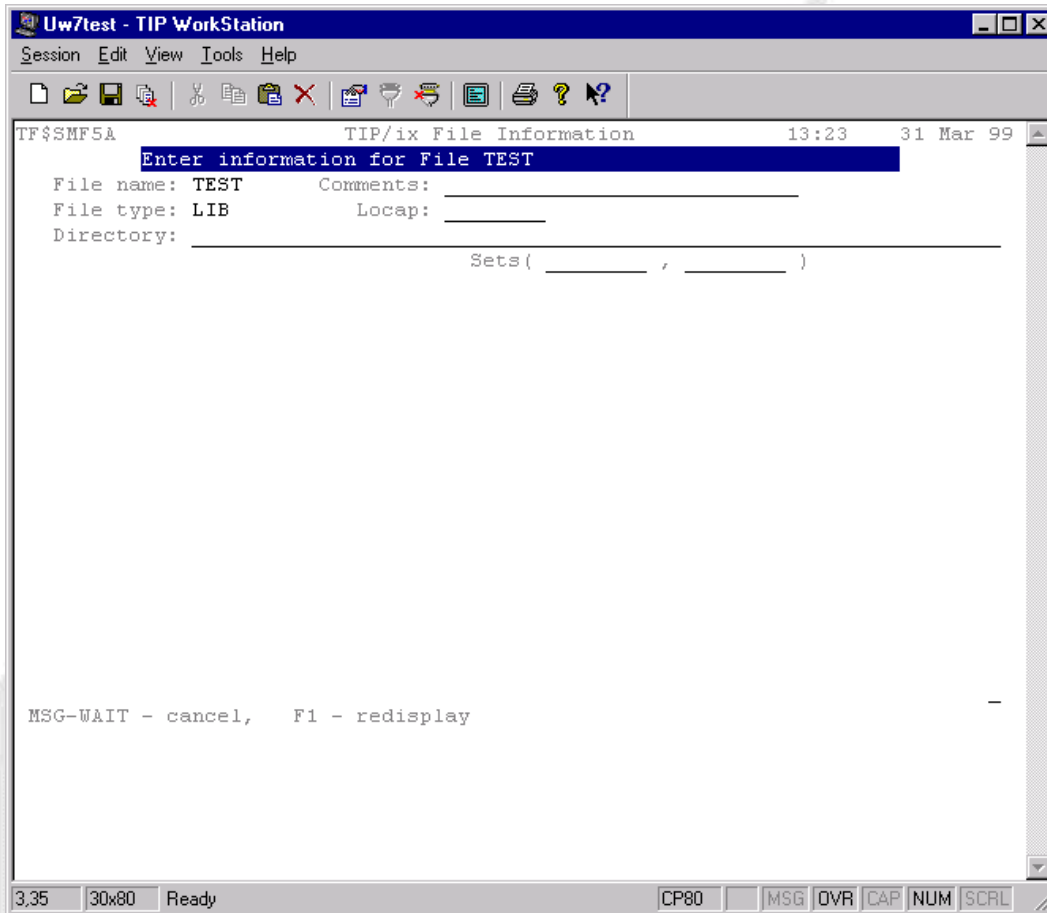 Uw7test - TIP WorkStation
Session Edit View Tools Help
TF$SMF5A TIP/ix File Information 13:23 31 Mar 99
Enter information for File TEST
File name: TEST Comments:
File type: LIB Locap:
Directory:
Sets( , )
MSG-WAIT - cancel, F1 - redisplay
3,35 30x80 Ready CP80 MSG OVR CAP NUM SCRL